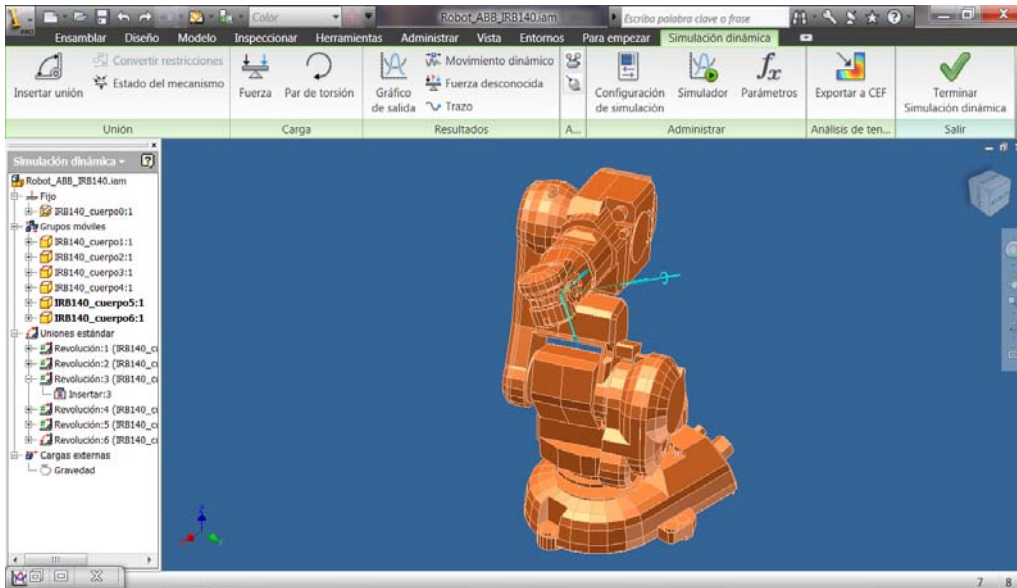 Color
Robot_ABB_IRB140.iam
Escriba palabra clave o frase
PRO
Ensamblar Diseño Modelo Inspeccionar Herramientas Administrar Vista Entornos Para empezar Simulación dinámica
Insertar unión
Convertir restricciones
Estado del mecanismo
Fuerza
Par de torsión
Gráfico
de salida
Movimiento dinámico
Fuerza desconocida
Trazo
Configuración
de simulación
Simulador
fx
Parámetros
Exportar a CEF
Terminar
Simulación dinámica
Unión Carga Resultados A... Administrar Análisis de ten... Salir
Simulación dinámica
Robot_ABB_IRB140.iam
Fijo
IRB140_cuerpo0:1
Grupos móviles
IRB140_cuerpo1:1
IRB140_cuerpo2:1
IRB140_cuerpo3:1
IRB140_cuerpo4:1
IRB140_cuerpo5:1
IRB140_cuerpo6:1
Uniones estándar
Revolución:1 (IRB140_c
Revolución:2 (IRB140_c
Revolución:3 (IRB140_c
Insertar:3
Revolución:4 (IRB140_c
Revolución:5 (IRB140_c
Revolución:6 (IRB140_c
Cargas externas
Gravedad
7 8